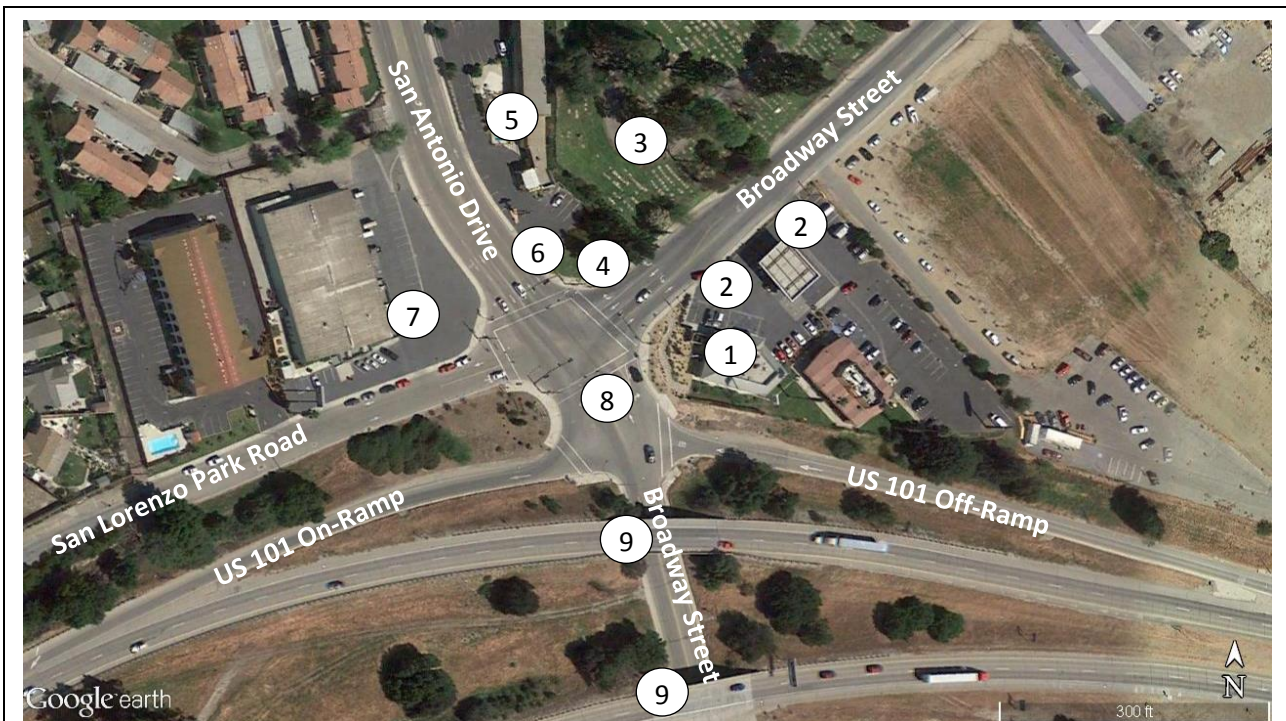 San Antonio Drive
5
3
Broadway Street
2
6
4
2
7
1
8
San Lorenzo Park Road
US 101 On-Ramp
US 101 Off-Ramp
9
Broadway Street
9
Google earth
N
300 ft